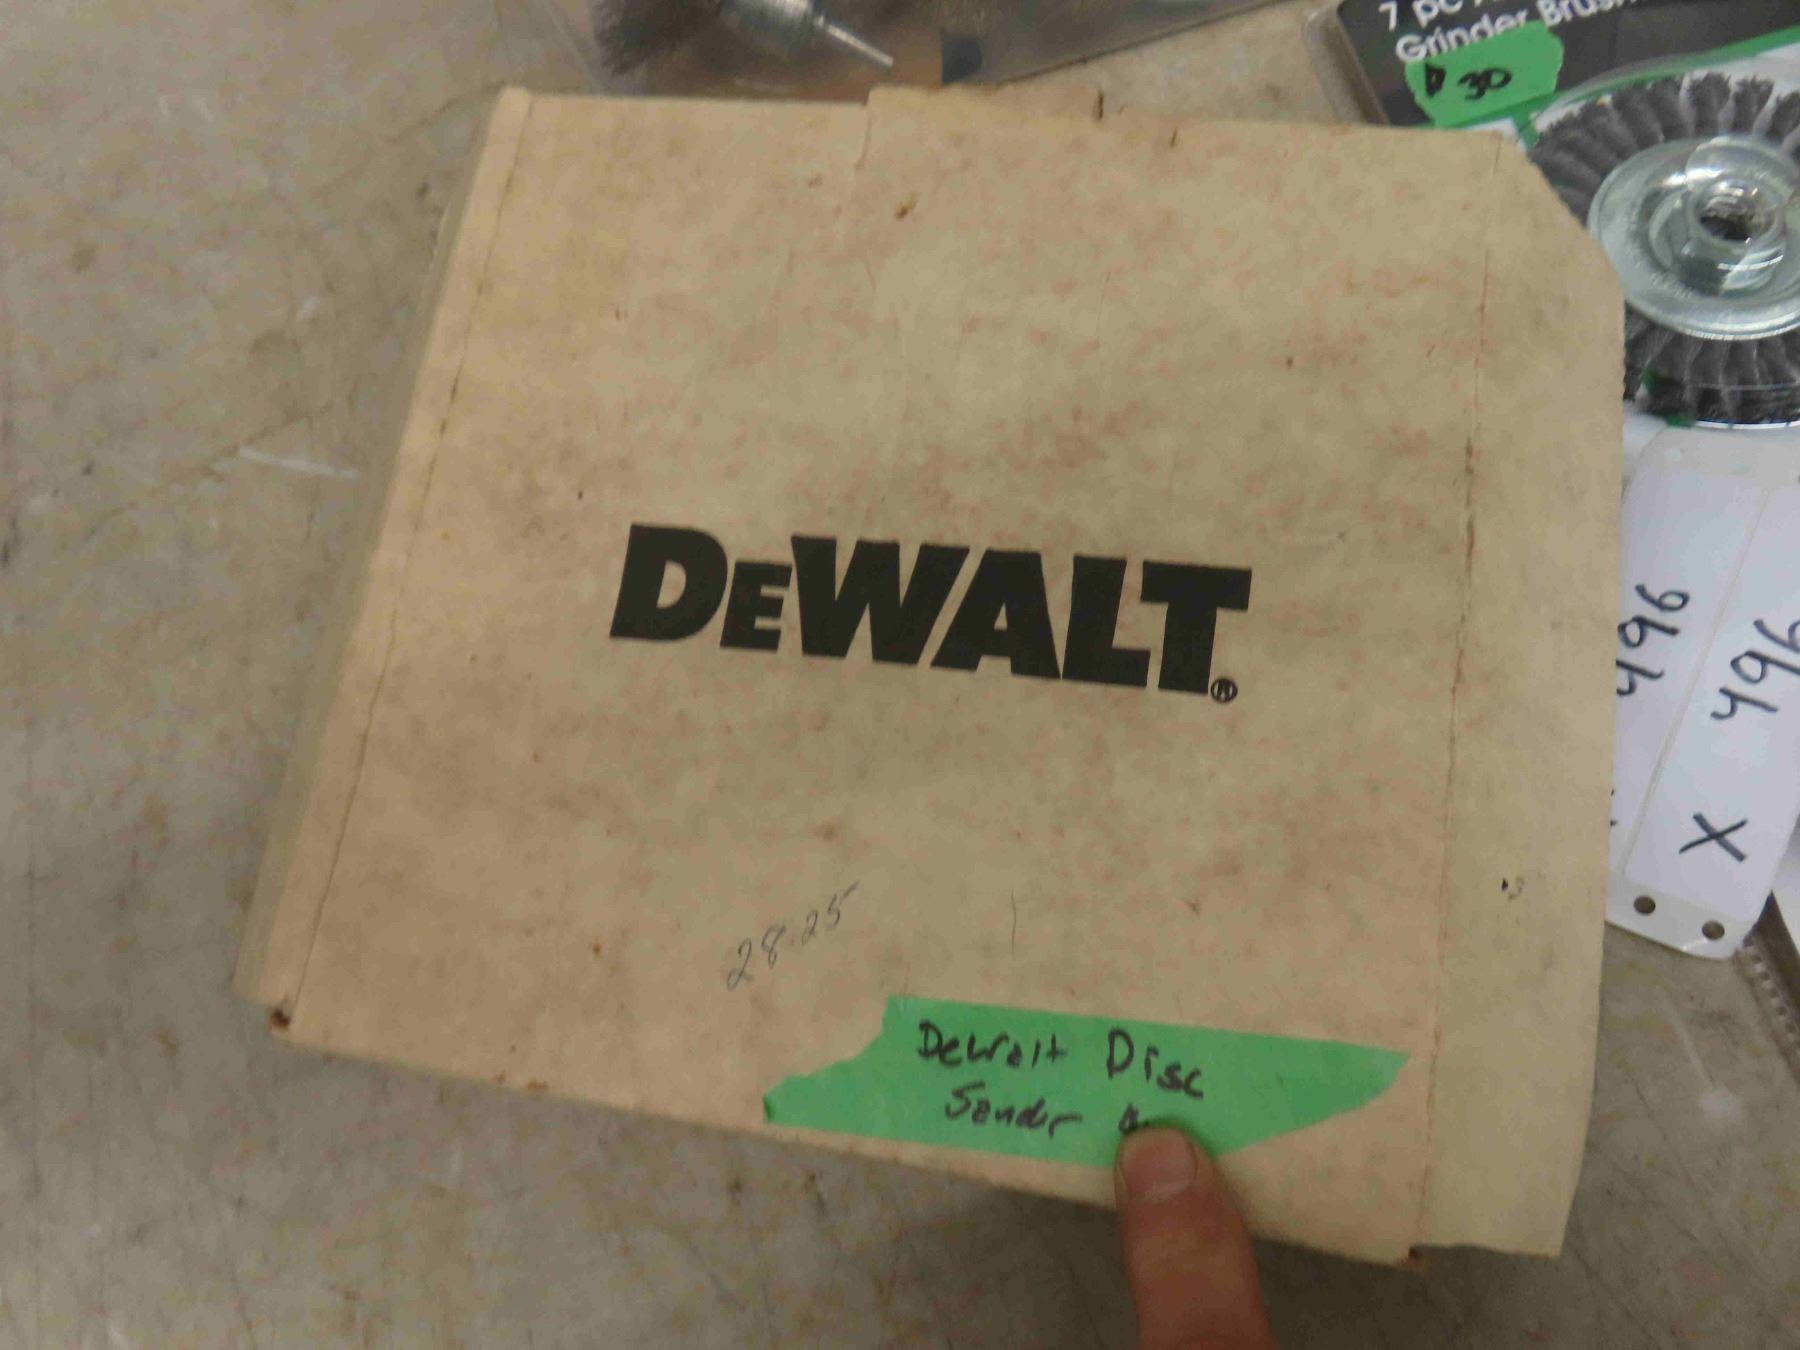 7 pc
Grinder Brush
30
DEWALT®
496
496
X
28.25
DeWalt Disc
Sander